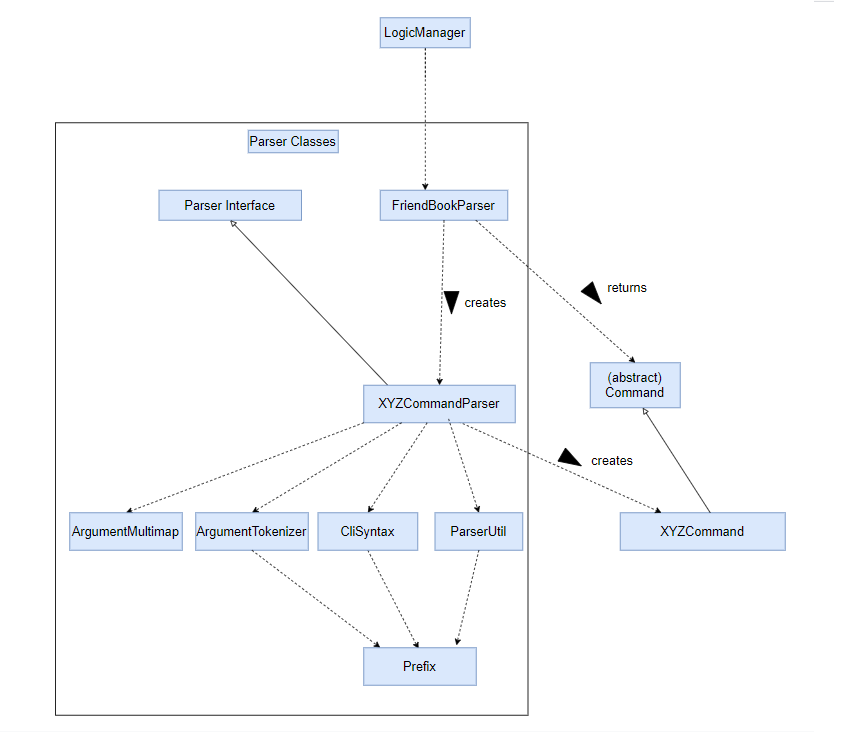 LogicManager
Parser Classes
Parser Interface
FriendBookParser
returns
creates
(abstract)
Command
XYZCommandParser
creates
ArgumentMultimap
ArgumentTokenizer
CliSyntax
ParserUtil
XYZCommand
Prefix